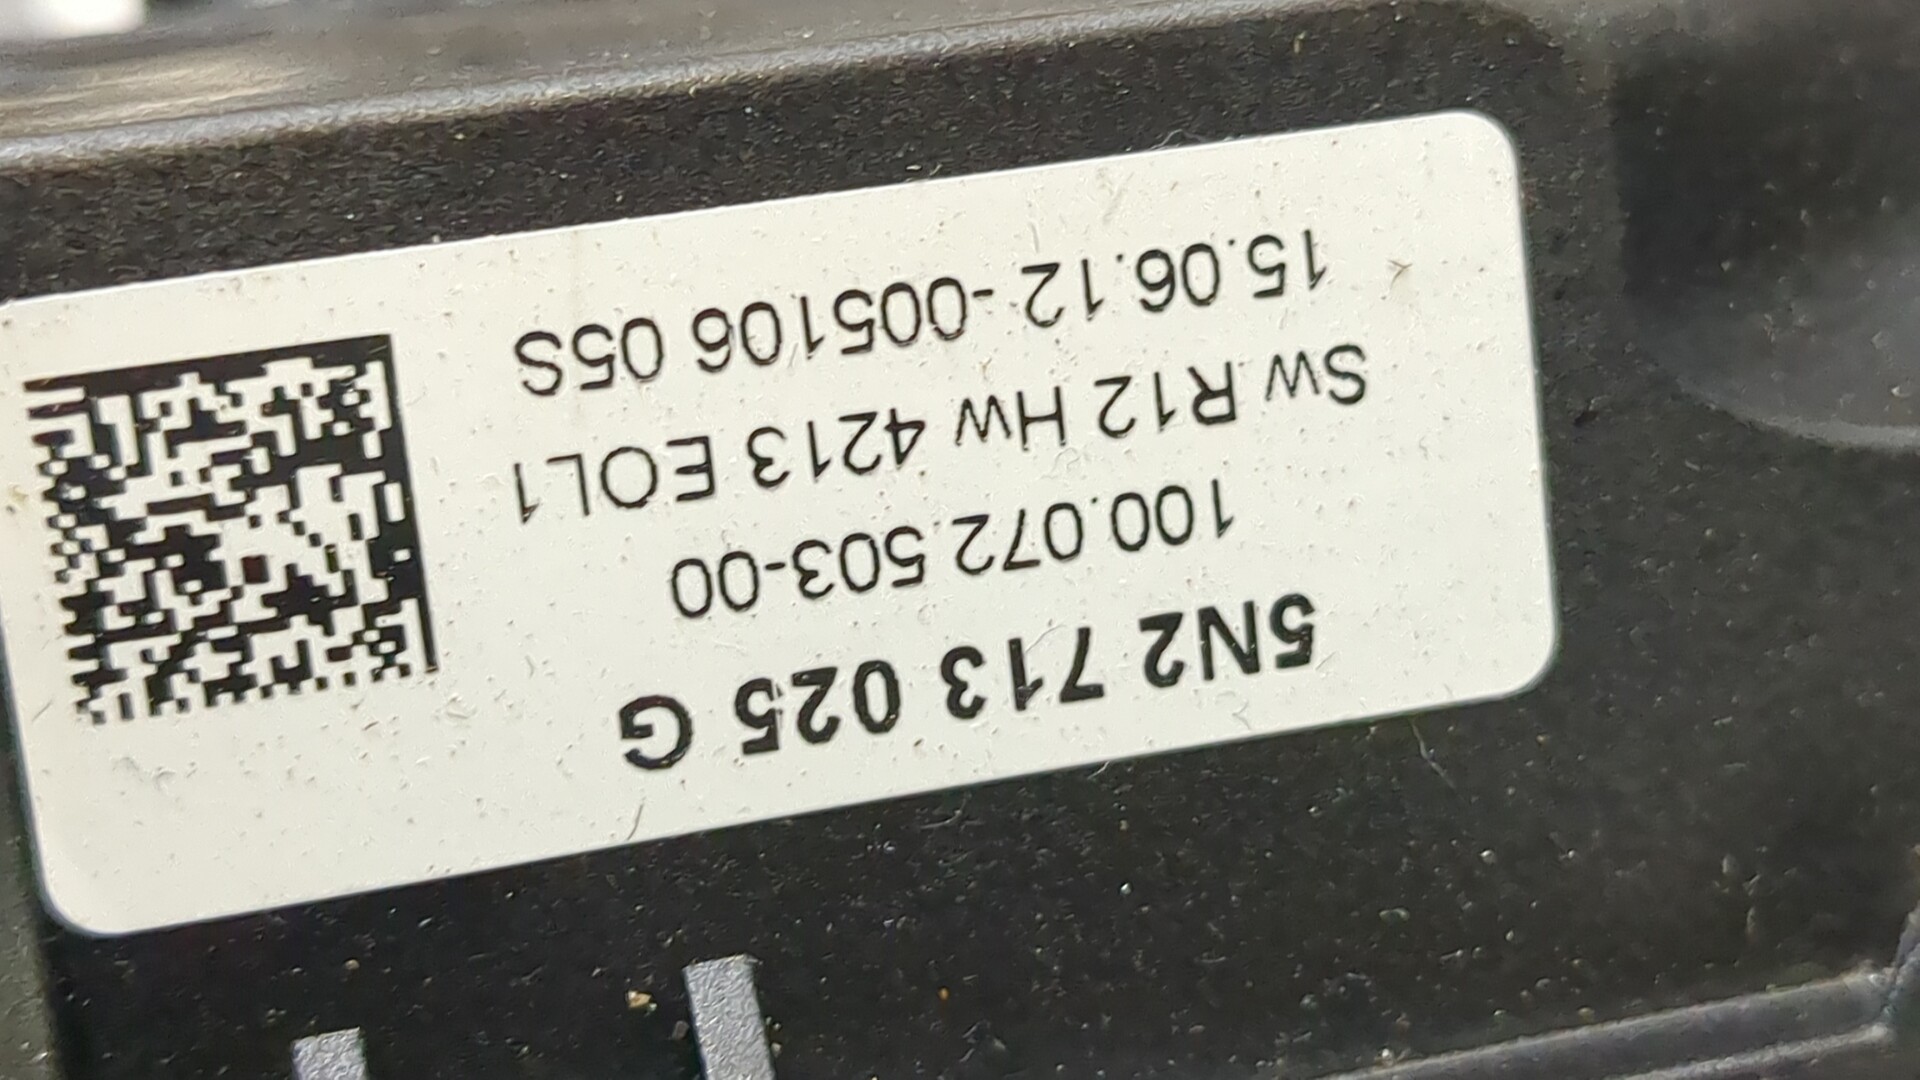 5N2 713 025 G
100.072.503-00
Sw R12 Hw 4213 EOL1
15.06.12 -005106 05S